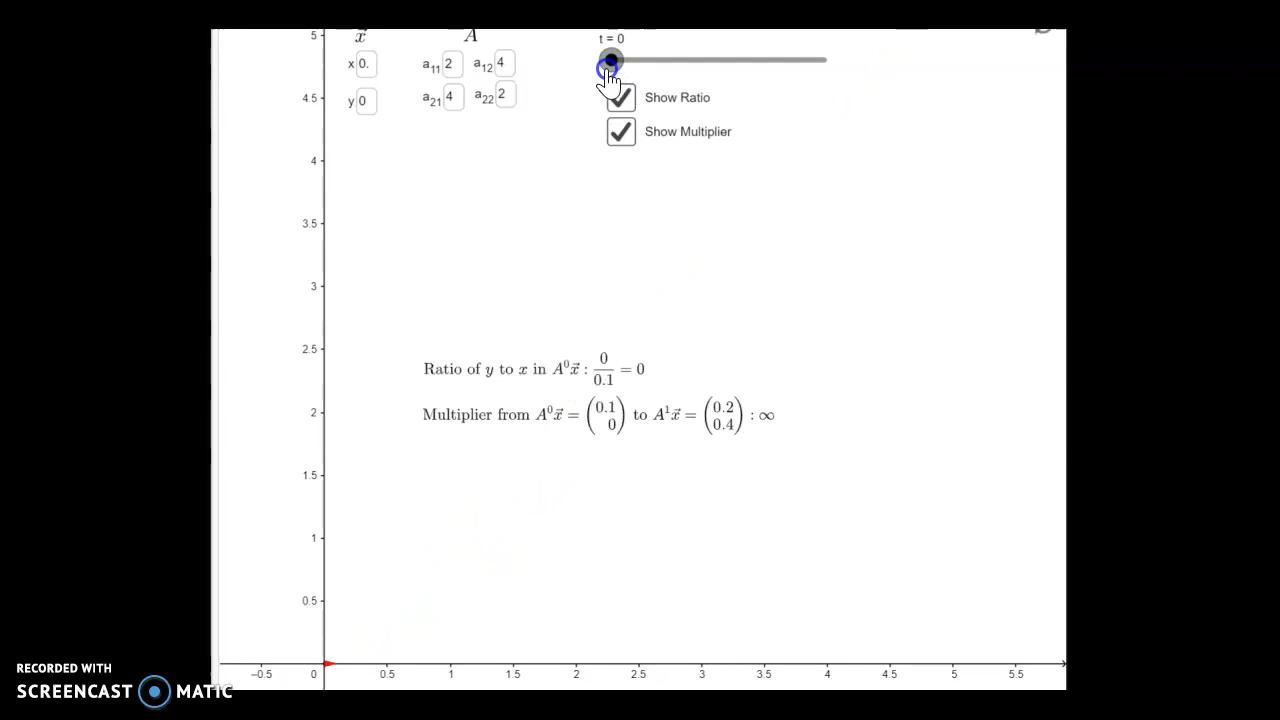 x⃗ A t = 0
5
x 0. a₁₁ 2 a₁₂ 4
y 0 a₂₁ 4 a₂₂ 2
4.5
Show Ratio
Show Multiplier
4
3.5
3
2.5
Ratio of y to x in A⁰x⃗ : 0/0.1 = 0
Multiplier from A⁰x⃗ = (0.1 0) to A¹x⃗ = (0.2 0.4) : ∞
2
1.5
1
0.5
–0.5 0 0.5 1 1.5 2 2.5 3 3.5 4 4.5 5 5.5
RECORDED WITH
SCREENCAST MATIC